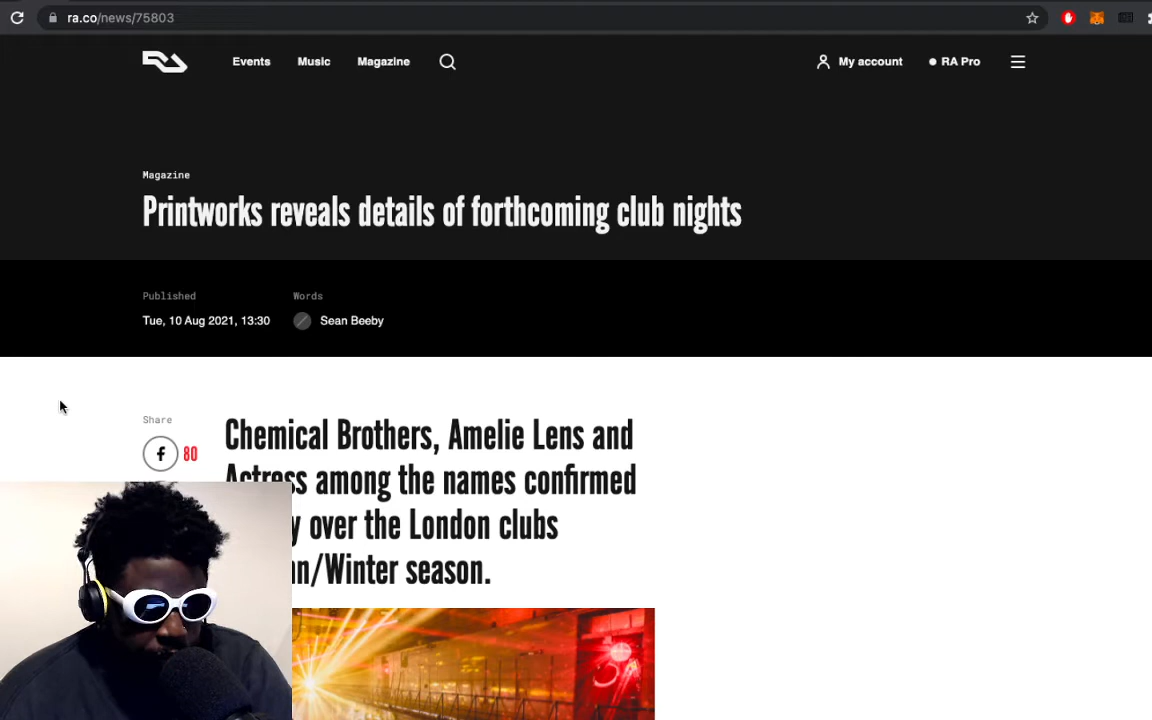 ra.co/news/75803
Events Music Magazine My account RA Pro
Magazine
Printworks reveals details of forthcoming club nights
Published Words
Tue, 10 Aug 2021, 13:30 Sean Beeby
Share
80
Chemical Brothers, Amelie Lens and
Actress among the names confirmed
over the London clubs
/Winter season.